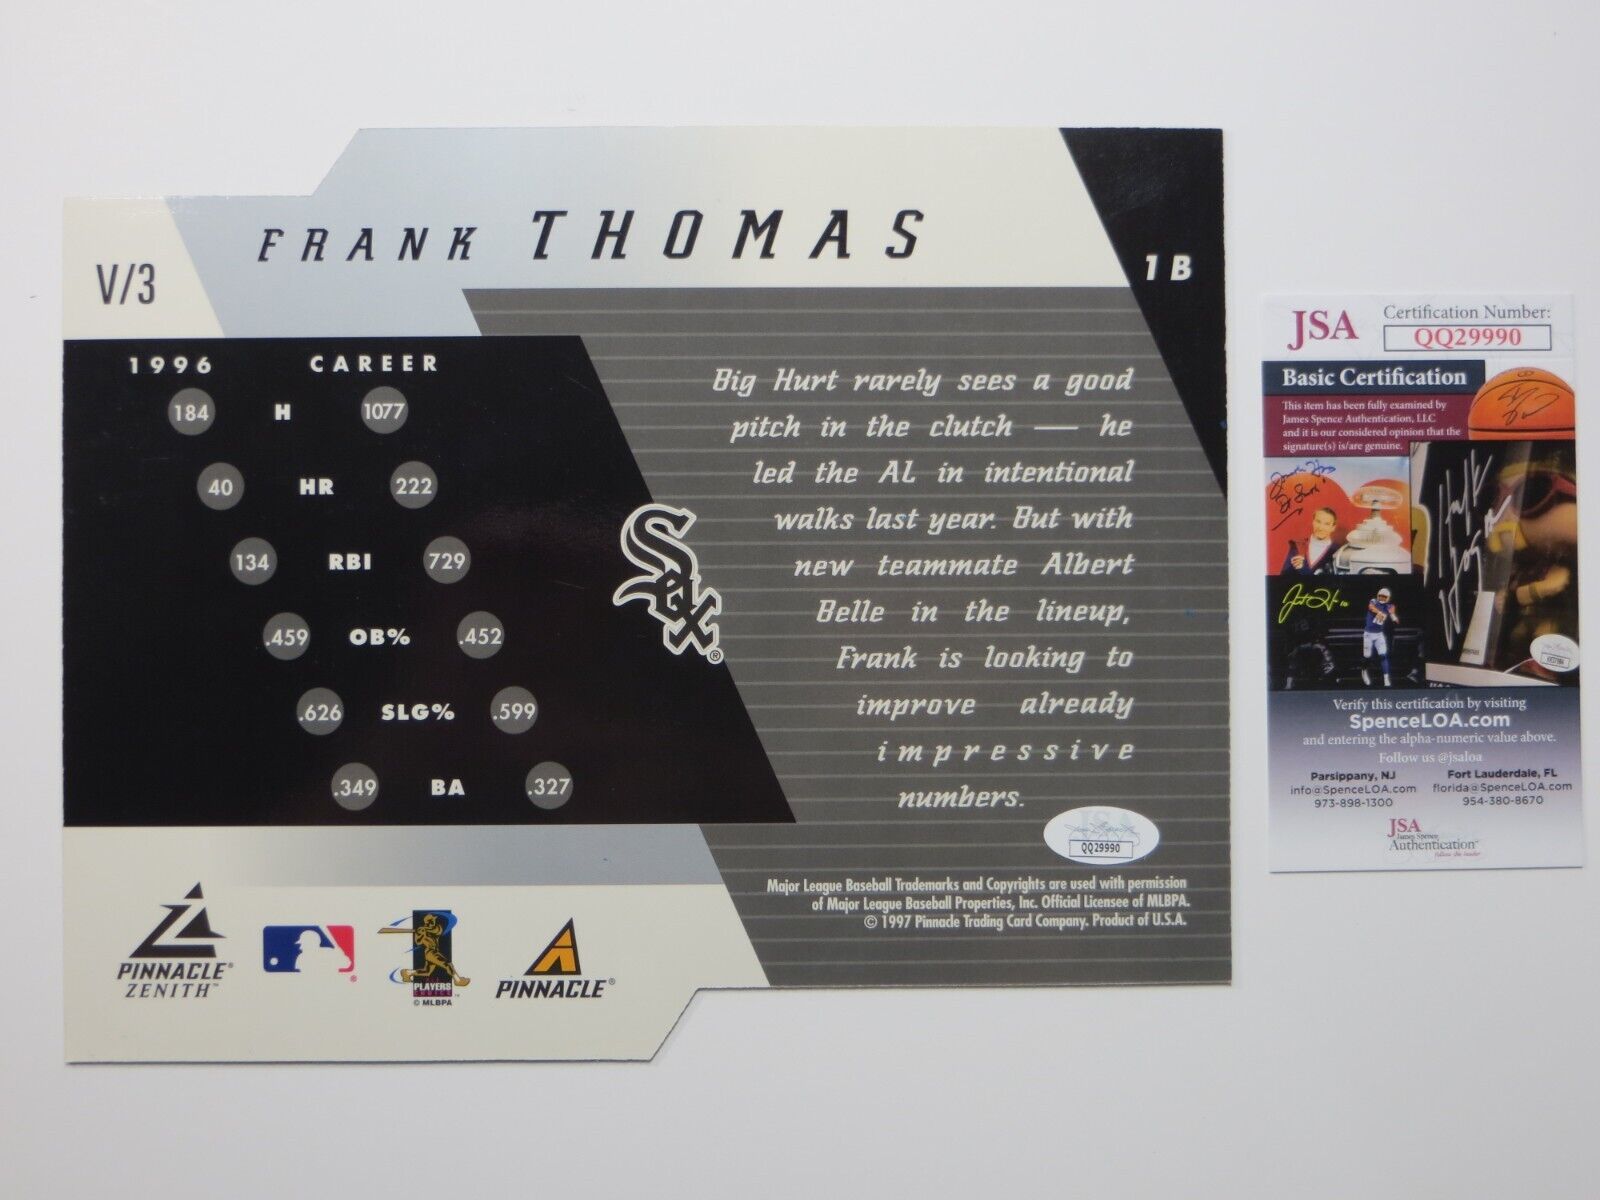 FRANK THOMAS
V/3
1B
1996 CAREER
184 H 1077
40 HR 222
134 RBI 729
.459 OB% .452
.626 SLG% .599
.349 BA .327
Big Hurt rarely sees a good
pitch in the clutch — he
led the AL in intentional
walks last year. But with
new teammate Albert
Belle in the lineup,
Frank is looking to
improve already
impressive
numbers.
Sox®
JSA
QQ29990
Major League Baseball Trademarks and Copyrights are used with permission
of Major League Baseball Properties, Inc. Official Licensee of MLBPA.
© 1997 Pinnacle Trading Card Company. Product of U.S.A.
PINNACLE®
ZENITH™
PLAYERS
CHOICE™
© MLBPA
PINNACLE®
JSA
Certification Number:
QQ29990
Basic Certification
This item has been fully examined by
James Spence Authentication, LLC
and it is our considered opinion that the
signature(s) is/are genuine.
Verify this certification by visiting
SpenceLOA.com
and entering the alpha-numeric value above.
Follow us @jsaloa
Parsippany, NJ
info@SpenceLOA.com
973-898-1300
Fort Lauderdale, FL
florida@SpenceLOA.com
954-380-8670
JSA
James Spence
Authentication™
follow the leader